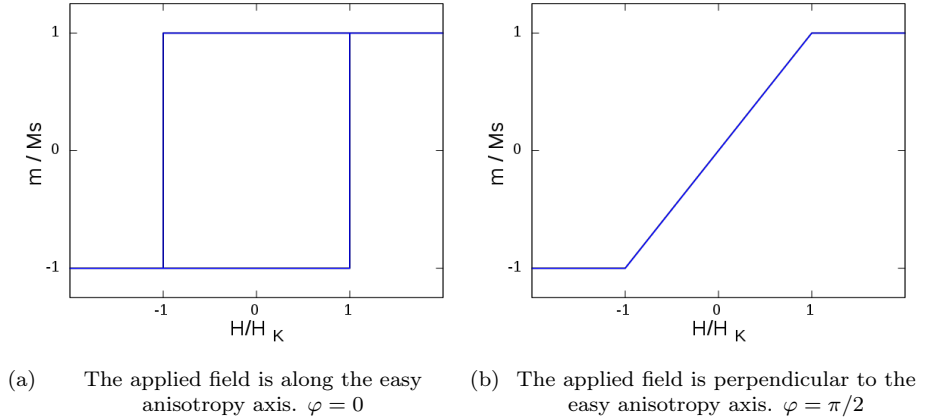 1
0
-1
m / Ms
-1 0 1
H/H K
1
0
-1
m / Ms
-1 0 1
H/H K
(a) The applied field is along the easy
anisotropy axis. φ = 0
(b) The applied field is perpendicular to the
easy anisotropy axis. φ = π/2